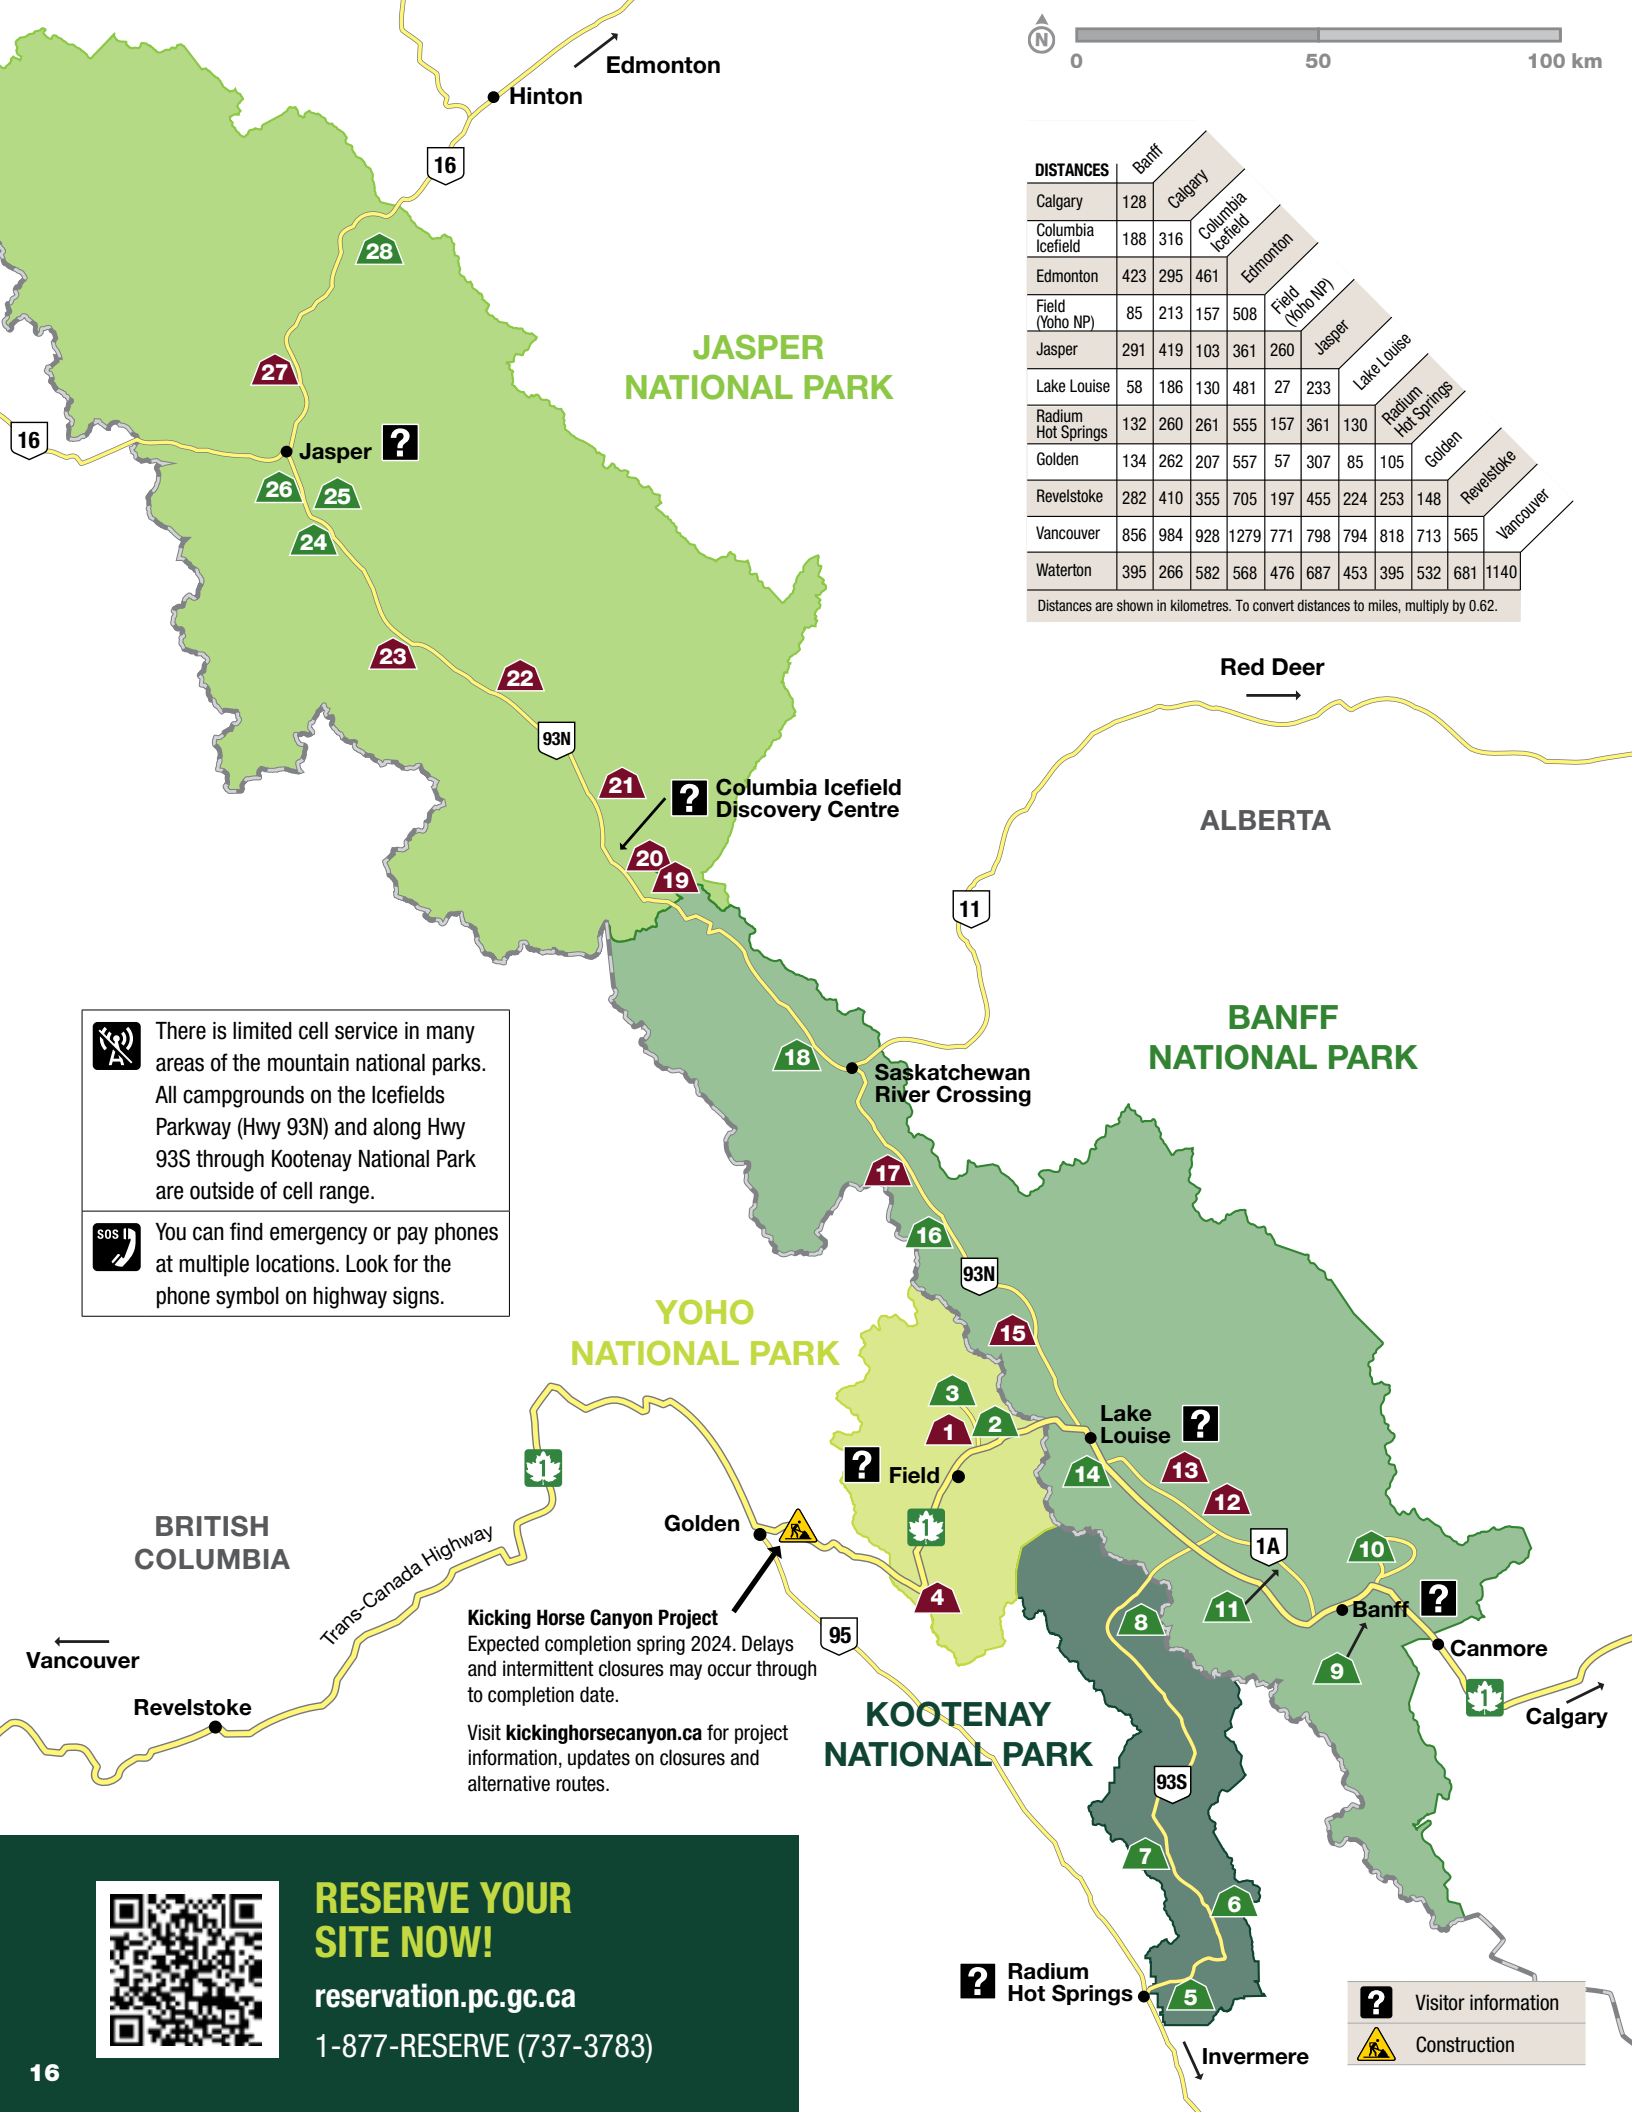 Edmonton
Hinton
16
N
0
50
100 km
DISTANCES
Banff
Calgary
Columbia
Icefield
Edmonton
Field
(Yoho NP)
Jasper
Lake Louise
Radium
Hot Springs
Golden
Revelstoke
Vancouver
Calgary 128
Columbia
Icefield 188 316
Edmonton 423 295 461
Field
(Yoho NP) 85 213 157 508
Jasper 291 419 103 361 260
Lake Louise 58 186 130 481 27 233
Radium
Hot Springs 132 260 261 555 157 361 130
Golden 134 262 207 557 57 307 85 105
Revelstoke 282 410 355 705 197 455 224 253 148
Vancouver 856 984 928 1279 771 798 794 818 713 565
Waterton 395 266 582 568 476 687 453 395 532 681 1140
Distances are shown in kilometres. To convert distances to miles, multiply by 0.62.
28
JASPER
NATIONAL PARK
27
16
Jasper
?
26
25
24
23
22
93N
Red Deer
21
?
Columbia Icefield
Discovery Centre
ALBERTA
20
19
11
There is limited cell service in many
areas of the mountain national parks.
All campgrounds on the Icefields
Parkway (Hwy 93N) and along Hwy
93S through Kootenay National Park
are outside of cell range.
SOS
You can find emergency or pay phones
at multiple locations. Look for the
phone symbol on highway signs.
BANFF
NATIONAL PARK
18
Saskatchewan
River Crossing
17
16
93N
YOHO
NATIONAL PARK
15
3
1
2
Lake
Louise
?
?
Field
14
13
12
1
1
Golden
1A
10
BRITISH
COLUMBIA
Trans-Canada Highway
4
8
11
Banff
?
Kicking Horse Canyon Project
Expected completion spring 2024. Delays
and intermittent closures may occur through
to completion date.
Visit kickinghorsecanyon.ca for project
information, updates on closures and
alternative routes.
95
Canmore
9
1
Calgary
Vancouver
Revelstoke
KOOTENAY
NATIONAL PARK
93S
7
6
RESERVE YOUR
SITE NOW!
reservation.pc.gc.ca
1-877-RESERVE (737-3783)
?
Radium
Hot Springs
5
Invermere
?
Visitor information
Construction
16